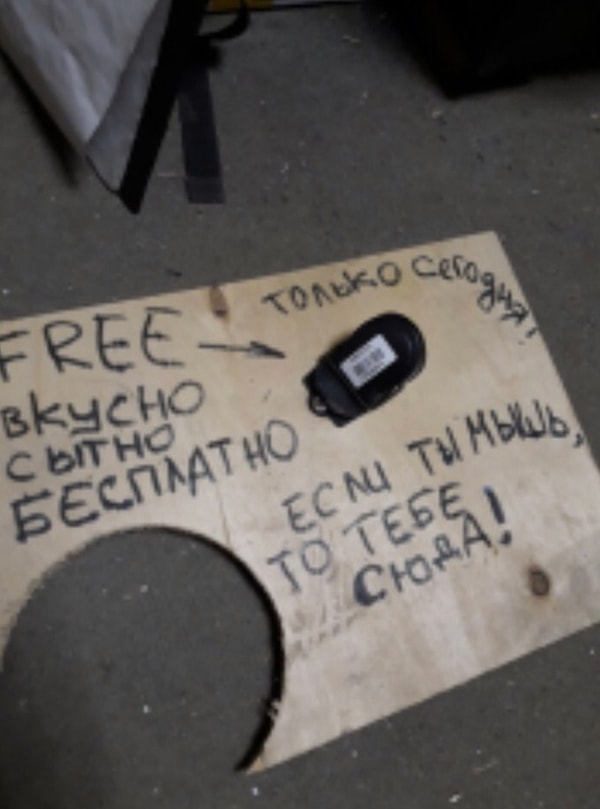 FREE
ВКУСНО
СЫТНО
БЕСПЛАТНО
ТОЛЬКО Сегодня!
ЕСЛИ ТЫ МЫШЬ,
ТО ТЕБЕ
СЮДА!